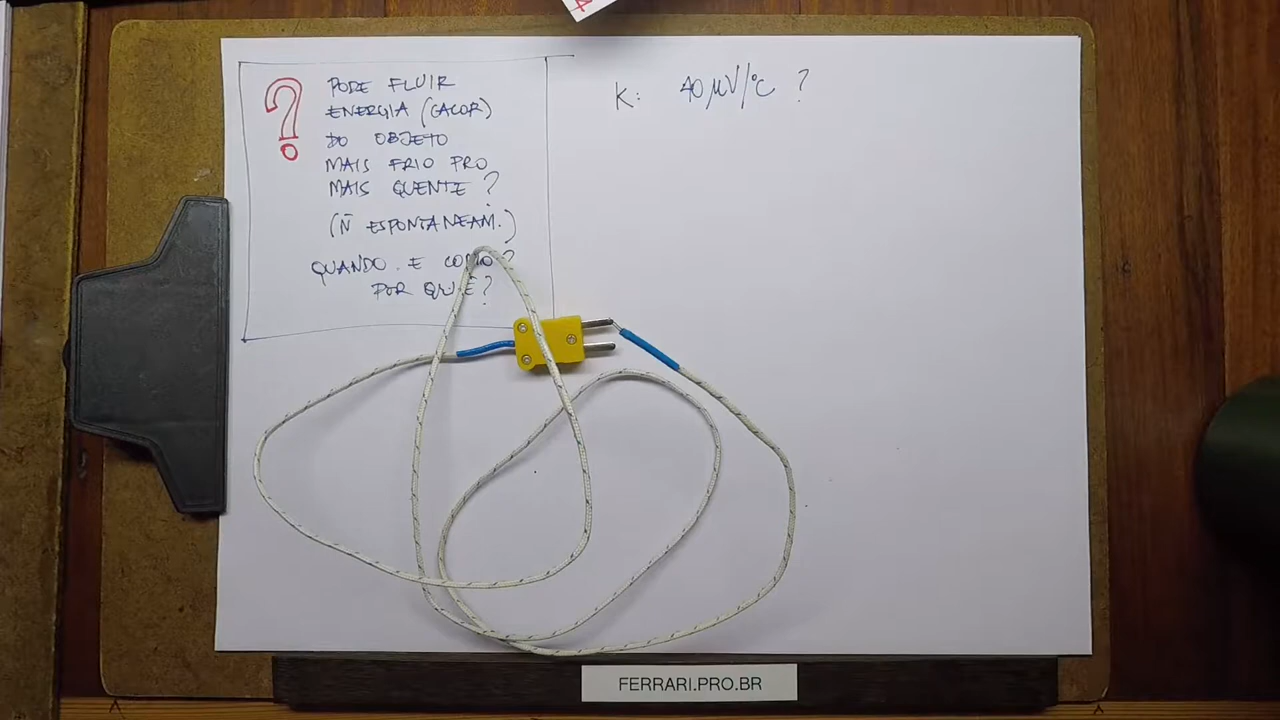 ?
PODE FLUIR
ENERGIA (CALOR)
DO OBJETO
MAIS FRIO PRO
MAIS QUENTE?
(Ñ ESPONTANEAM.)
QUANDO. E COMO?
POR QUÊ?
K: 40 µV/°C ?
FERRARI.PRO.BR